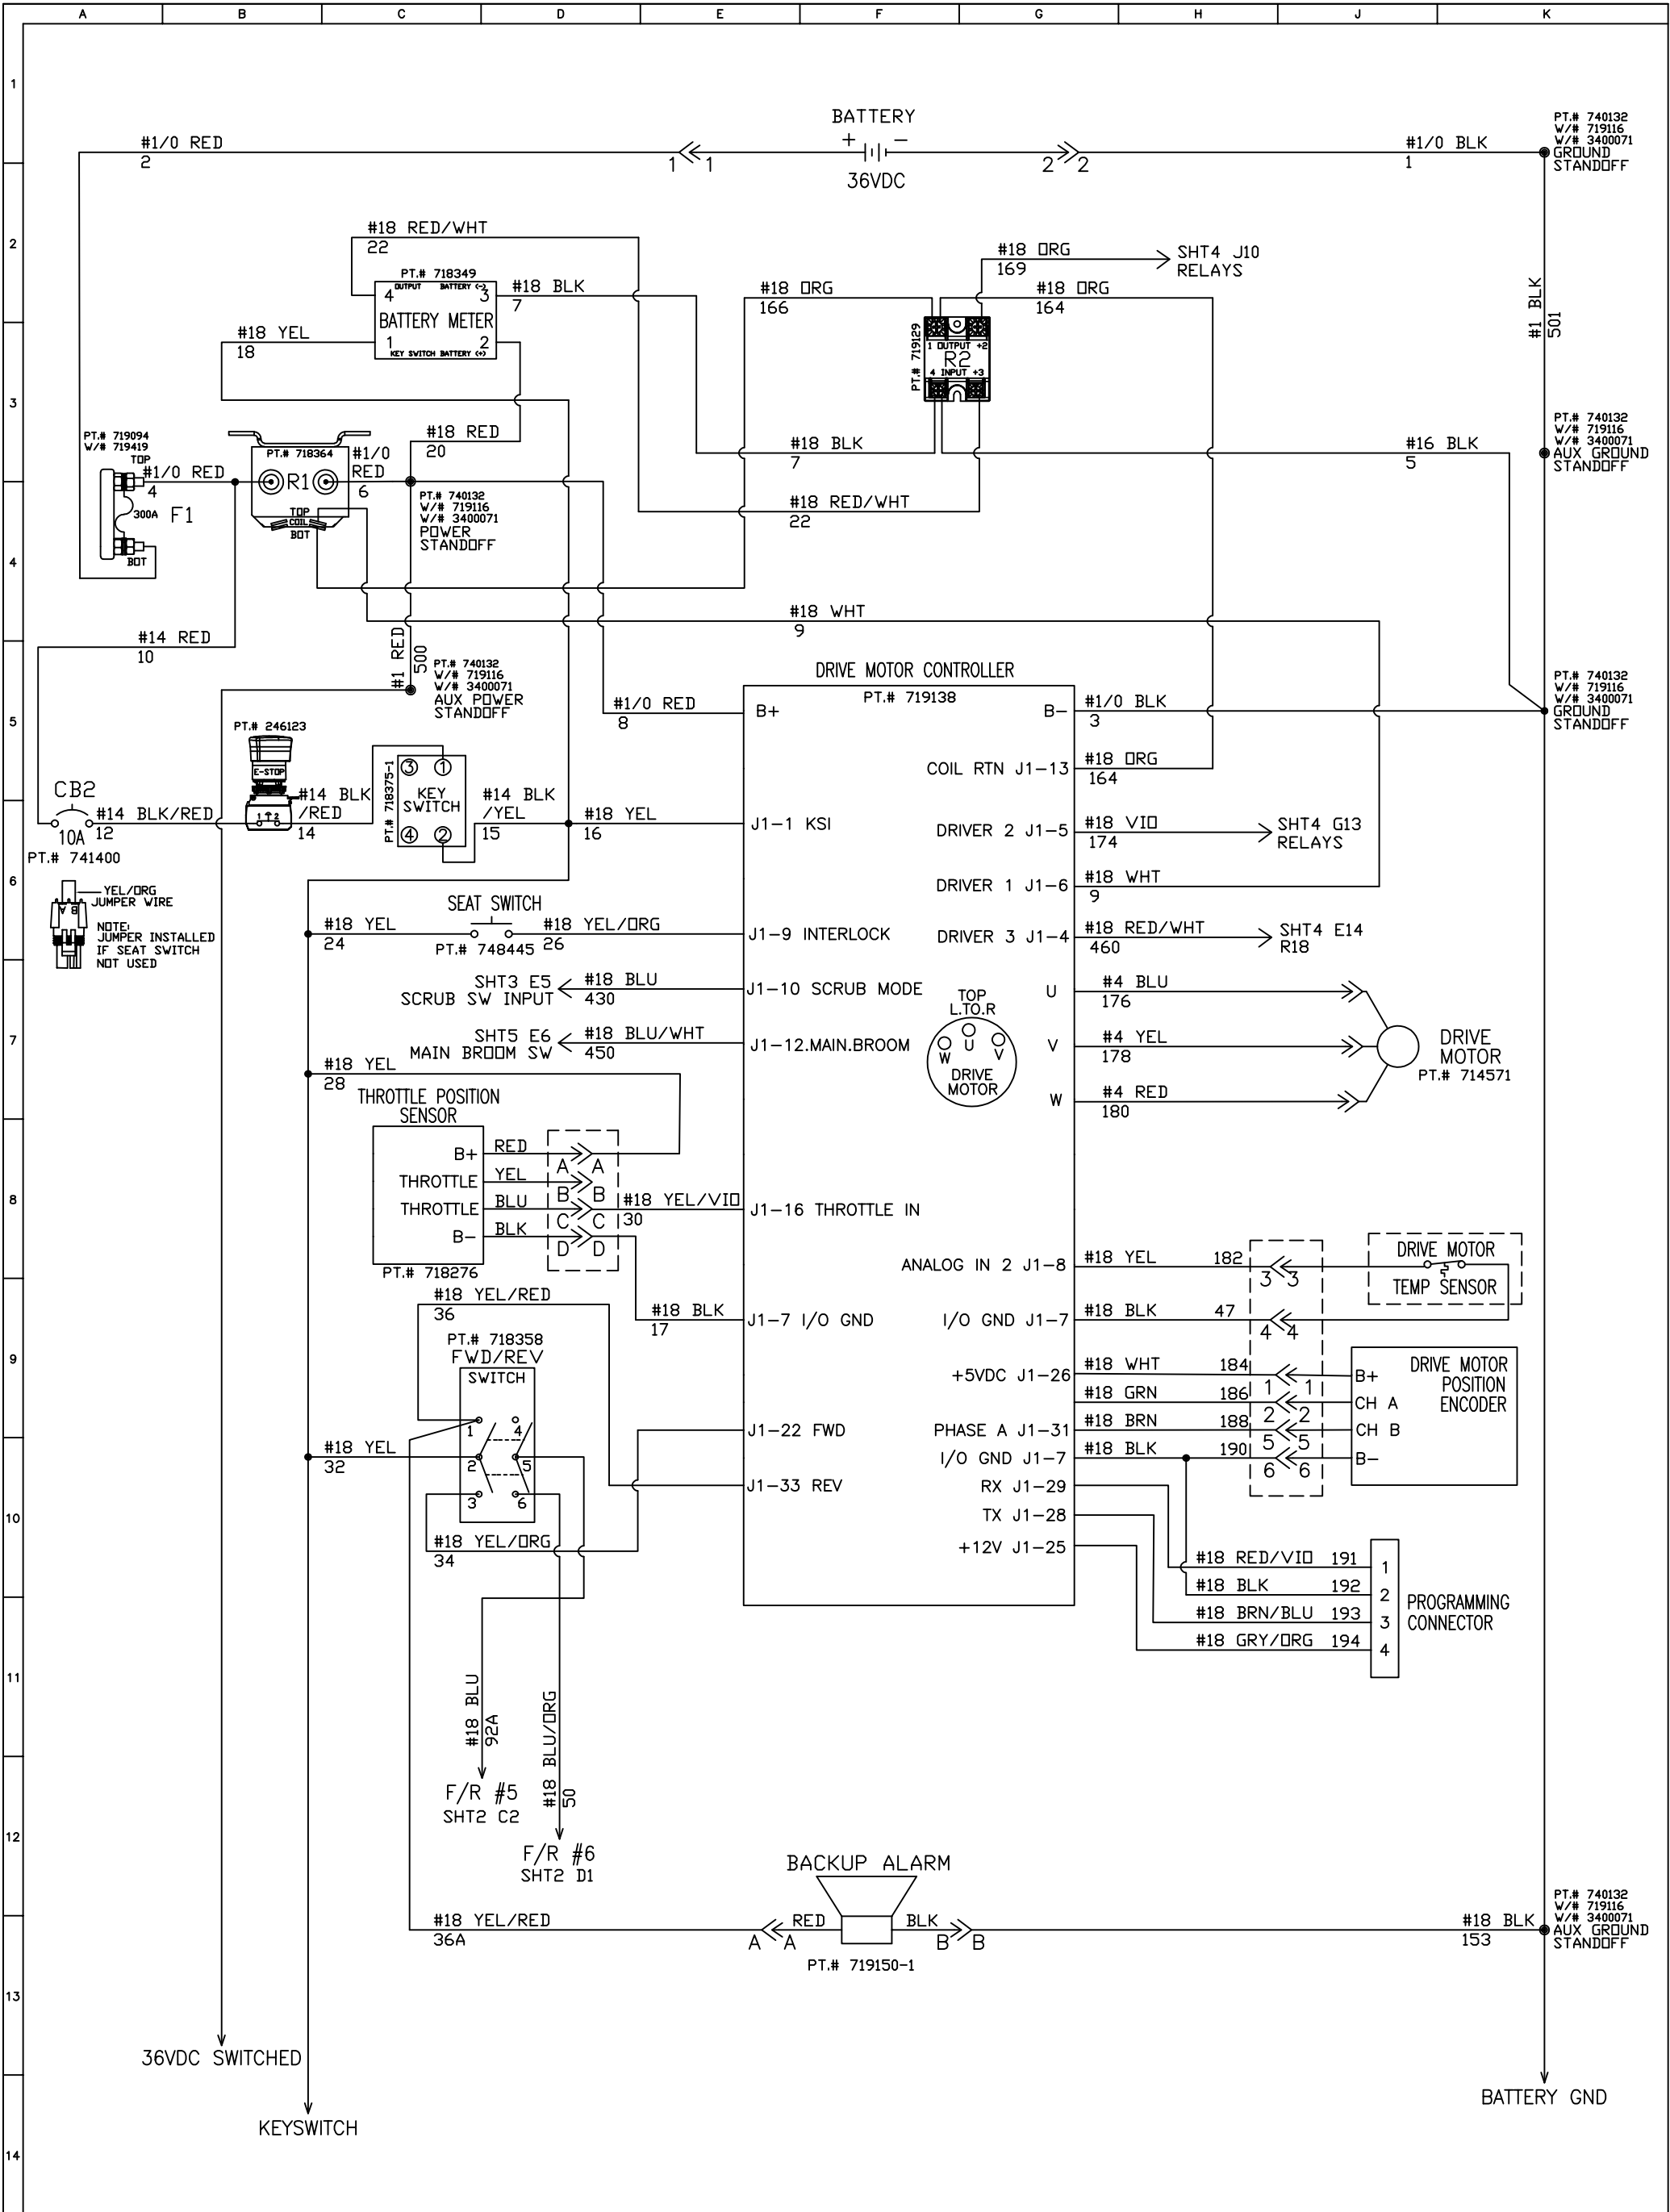 A B C D E F G H J K
1
BATTERY
+ −
36VDC
#1/0 RED
2
1 1
2 2
#1/0 BLK
1
PT.# 740132
W/# 719116
W/# 3400071
GROUND
STANDOFF
2
#18 RED/WHT
22
PT.# 718349
OUTPUT BATTERY (-)
4 3
BATTERY METER
1 2
KEY SWITCH BATTERY (+)
#18 BLK
7
#18 YEL
18
#18 ORG
166
#18 ORG
169
SHT4 J10
RELAYS
#18 ORG
164
#1 BLK
501
PT.# 719129
1 OUTPUT +2
R2
4 INPUT +3
3
PT.# 719094
W/# 719419
TOP
#1/0 RED
4
300A F1
BOT
PT.# 718364
R1
TOP
COIL
BOT
#1/0
RED
6
#18 RED
20
PT.# 740132
W/# 719116
W/# 3400071
POWER
STANDOFF
#18 BLK
7
#18 RED/WHT
22
#16 BLK
5
PT.# 740132
W/# 719116
W/# 3400071
AUX GROUND
STANDOFF
4
#18 WHT
9
#14 RED
10
#1 RED
500
PT.# 740132
W/# 719116
W/# 3400071
AUX POWER
STANDOFF
5
DRIVE MOTOR CONTROLLER
PT.# 719138
#1/0 RED
8
B+
B−
#1/0 BLK
3
PT.# 740132
W/# 719116
W/# 3400071
GROUND
STANDOFF
PT.# 246123
E-STOP
1 2
CB2
10A
PT.# 741400
#14 BLK/RED
12
#14 BLK
/RED
14
PT.# 718375-1
3 1
KEY
SWITCH
4 2
#14 BLK
/YEL
15
#18 YEL
16
J1−1 KSI
COIL RTN J1−13
#18 ORG
164
DRIVER 2 J1−5
#18 VIO
174
SHT4 G13
RELAYS
6
YEL/ORG
JUMPER WIRE
A B
NOTE:
JUMPER INSTALLED
IF SEAT SWITCH
NOT USED
DRIVER 1 J1−6
#18 WHT
9
#18 YEL
24
SEAT SWITCH
PT.# 748445
#18 YEL/ORG
26
J1−9 INTERLOCK
DRIVER 3 J1−4
#18 RED/WHT
460
SHT4 E14
R18
SHT3 E5
SCRUB SW INPUT
#18 BLU
430
J1−10 SCRUB MODE
7
SHT5 E6
MAIN BROOM SW
#18 BLU/WHT
450
J1−12.MAIN.BROOM
TOP
L.TO.R
W U V
DRIVE
MOTOR
U
#4 BLU
176
V
#4 YEL
178
W
#4 RED
180
DRIVE
MOTOR
PT.# 714571
#18 YEL
28
THROTTLE POSITION
SENSOR
8
B+ RED A A
THROTTLE YEL B B
THROTTLE BLU C C
B− BLK D D
PT.# 718276
#18 YEL/VIO
30
J1−16 THROTTLE IN
ANALOG IN 2 J1−8
#18 YEL 182
3 3
DRIVE MOTOR
TEMP SENSOR
#18 YEL/RED
36
#18 BLK
17
J1−7 I/O GND
I/O GND J1−7
#18 BLK 47
4 4
9
PT.# 718358
FWD/REV
SWITCH
1 4
2 5
3 6
+5VDC J1−26
#18 WHT 184
1 1
B+
#18 GRN 186
2 2
CH A
DRIVE MOTOR
POSITION
ENCODER
J1−22 FWD
PHASE A J1−31
#18 BRN 188
5 5
CH B
#18 YEL
32
I/O GND J1−7
#18 BLK 190
6 6
B−
J1−33 REV
RX J1−29
10
TX J1−28
+12V J1−25
#18 YEL/ORG
34
#18 RED/VIO 191 1
#18 BLK 192 2
#18 BRN/BLU 193 3
#18 GRY/ORG 194 4
PROGRAMMING
CONNECTOR
11
#18 BLU
92A
#18 BLU/ORG
50
F/R #5
SHT2 C2
12
F/R #6
SHT2 D1
BACKUP ALARM
#18 YEL/RED
36A
A A
RED
BLK
B B
PT.# 719150-1
#18 BLK
153
PT.# 740132
W/# 719116
W/# 3400071
AUX GROUND
STANDOFF
13
36VDC SWITCHED
BATTERY GND
KEYSWITCH
14